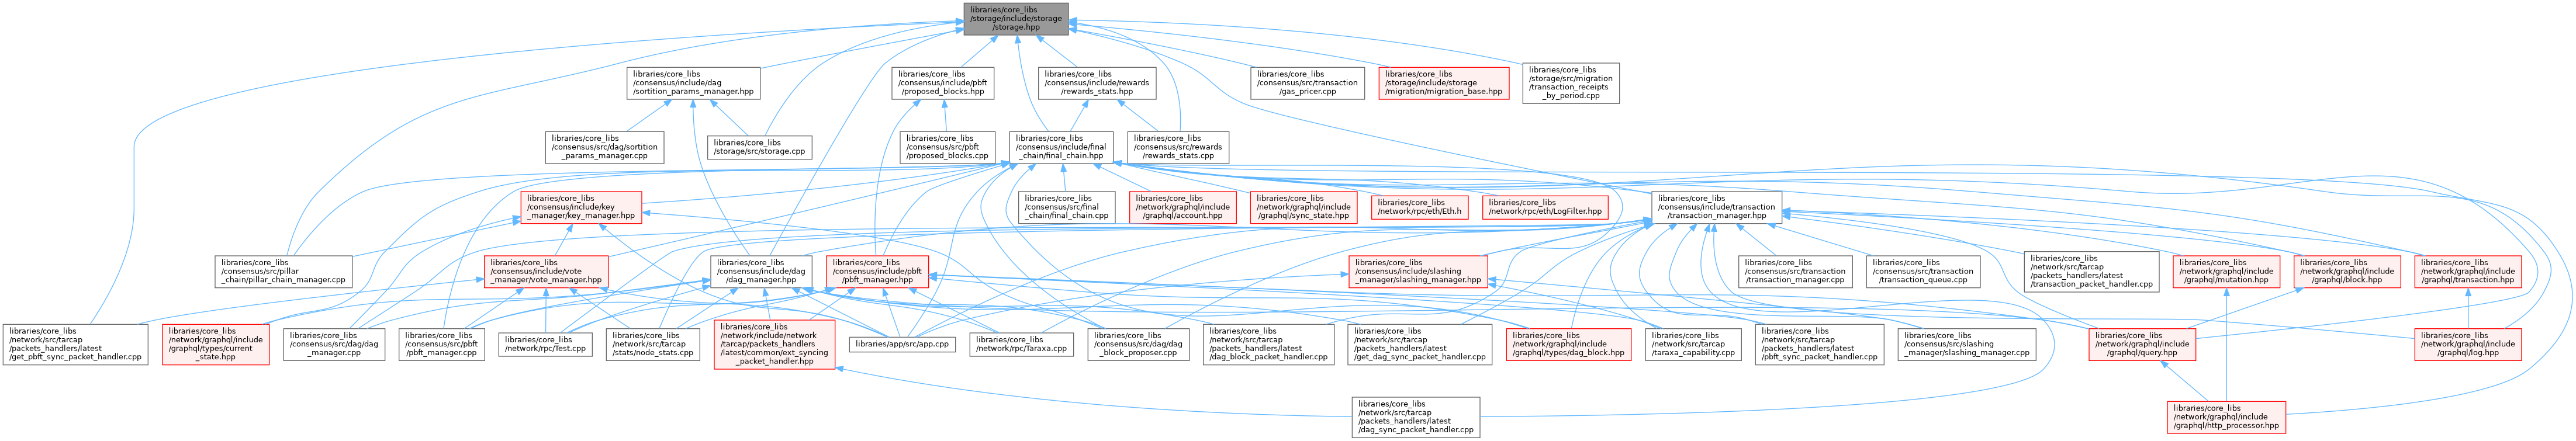 libraries/core_libs
/storage/include/storage
/storage.hpp
libraries/core_libs
/consensus/include/dag
/sortition_params_manager.hpp
libraries/core_libs
/consensus/include/pbft
/proposed_blocks.hpp
libraries/core_libs
/consensus/include/rewards
/rewards_stats.hpp
libraries/core_libs
/consensus/src/transaction
/gas_pricer.cpp
libraries/core_libs
/storage/include/storage
/migration/migration_base.hpp
libraries/core_libs
/storage/src/migration
/transaction_receipts
_by_period.cpp
libraries/core_libs
/consensus/src/dag/sortition
_params_manager.cpp
libraries/core_libs
/storage/src/storage.cpp
libraries/core_libs
/consensus/src/pbft
/proposed_blocks.cpp
libraries/core_libs
/consensus/include/final
_chain/final_chain.hpp
libraries/core_libs
/consensus/src/rewards
/rewards_stats.cpp
libraries/core_libs
/consensus/include/key
_manager/key_manager.hpp
libraries/core_libs
/consensus/src/final
_chain/final_chain.cpp
libraries/core_libs
/network/graphql/include
/graphql/account.hpp
libraries/core_libs
/network/graphql/include
/graphql/sync_state.hpp
libraries/core_libs
/network/rpc/eth/Eth.h
libraries/core_libs
/network/rpc/eth/LogFilter.hpp
libraries/core_libs
/consensus/include/transaction
/transaction_manager.hpp
libraries/core_libs
/consensus/src/pillar
_chain/pillar_chain_manager.cpp
libraries/core_libs
/consensus/include/vote
_manager/vote_manager.hpp
libraries/core_libs
/consensus/include/dag
/dag_manager.hpp
libraries/core_libs
/consensus/include/pbft
/pbft_manager.hpp
libraries/core_libs
/consensus/include/slashing
_manager/slashing_manager.hpp
libraries/core_libs
/consensus/src/transaction
/transaction_manager.cpp
libraries/core_libs
/consensus/src/transaction
/transaction_queue.cpp
libraries/core_libs
/network/src/tarcap
/packets_handlers/latest
/transaction_packet_handler.cpp
libraries/core_libs
/network/graphql/include
/graphql/mutation.hpp
libraries/core_libs
/network/graphql/include
/graphql/block.hpp
libraries/core_libs
/network/graphql/include
/graphql/transaction.hpp
libraries/core_libs
/network/src/tarcap
/packets_handlers/latest
/get_pbft_sync_packet_handler.cpp
libraries/core_libs
/network/graphql/include
/graphql/types/current
_state.hpp
libraries/core_libs
/consensus/src/dag/dag
_manager.cpp
libraries/core_libs
/consensus/src/pbft
/pbft_manager.cpp
libraries/core_libs
/network/rpc/Test.cpp
libraries/core_libs
/network/src/tarcap
/stats/node_stats.cpp
libraries/core_libs
/network/include/network
/tarcap/packets_handlers
/latest/common/ext_syncing
_packet_handler.hpp
libraries/app/src/app.cpp
libraries/core_libs
/network/rpc/Taraxa.cpp
libraries/core_libs
/consensus/src/dag/dag
_block_proposer.cpp
libraries/core_libs
/network/src/tarcap
/packets_handlers/latest
/dag_block_packet_handler.cpp
libraries/core_libs
/network/src/tarcap
/packets_handlers/latest
/get_dag_sync_packet_handler.cpp
libraries/core_libs
/network/graphql/include
/graphql/types/dag_block.hpp
libraries/core_libs
/network/src/tarcap
/taraxa_capability.cpp
libraries/core_libs
/network/src/tarcap
/packets_handlers/latest
/pbft_sync_packet_handler.cpp
libraries/core_libs
/consensus/src/slashing
_manager/slashing_manager.cpp
libraries/core_libs
/network/graphql/include
/graphql/query.hpp
libraries/core_libs
/network/graphql/include
/graphql/log.hpp
libraries/core_libs
/network/src/tarcap
/packets_handlers/latest
/dag_sync_packet_handler.cpp
libraries/core_libs
/network/graphql/include
/graphql/http_processor.hpp